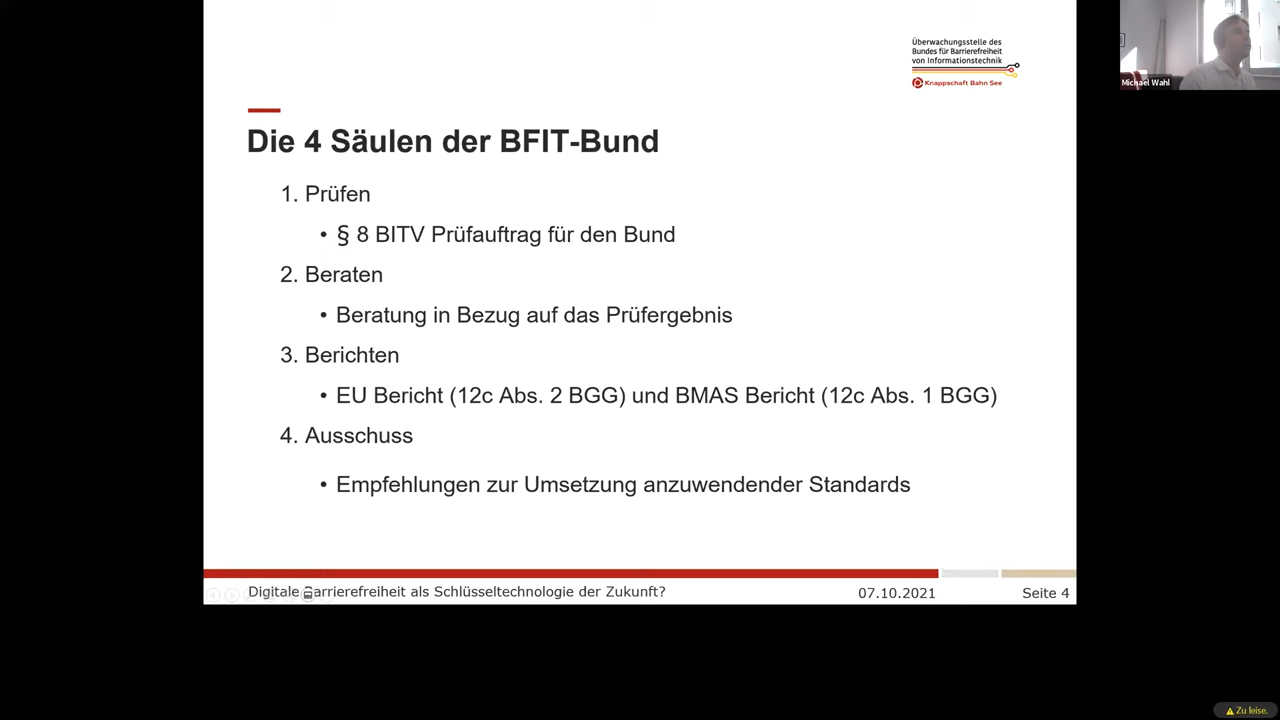 Überwachungsstelle des
Bundes für Barrierefreiheit
von Informationstechnik
Knappschaft Bahn See
Michael Wahl
Die 4 Säulen der BFIT-Bund
1. Prüfen
• § 8 BITV Prüfauftrag für den Bund
2. Beraten
• Beratung in Bezug auf das Prüfergebnis
3. Berichten
• EU Bericht (12c Abs. 2 BGG) und BMAS Bericht (12c Abs. 1 BGG)
4. Ausschuss
• Empfehlungen zur Umsetzung anzuwendender Standards
Digitale Barrierefreiheit als Schlüsseltechnologie der Zukunft?
07.10.2021
Seite 4
Zu leise.